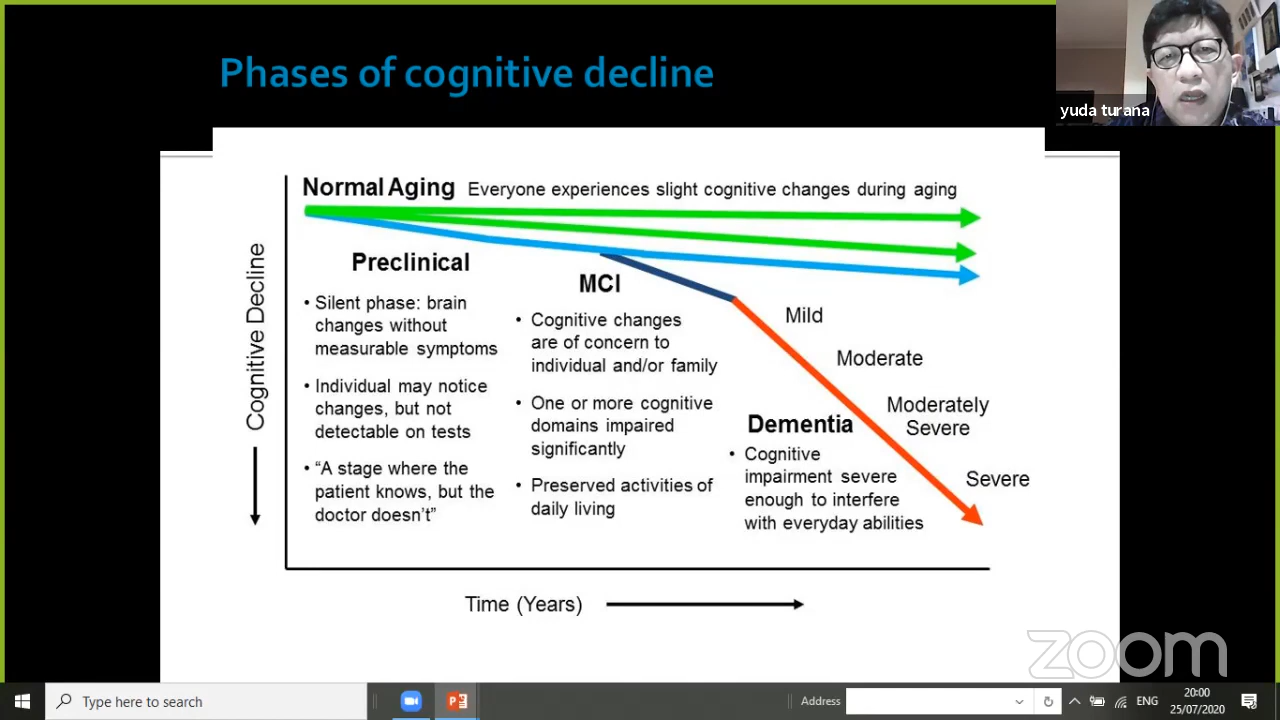 Phases of cognitive decline
yuda turana
Normal Aging Everyone experiences slight cognitive changes during aging
Cognitive Decline
Preclinical
• Silent phase: brain
changes without
measurable symptoms
• Individual may notice
changes, but not
detectable on tests
• “A stage where the
patient knows, but the
doctor doesn’t”
MCI
• Cognitive changes
are of concern to
individual and/or family
• One or more cognitive
domains impaired
significantly
• Preserved activities of
daily living
Dementia
• Cognitive
impairment severe
enough to interfere
with everyday abilities
Mild
Moderate
Moderately
Severe
Severe
Time (Years)
zoom
Type here to search
Address
ENG
20:00
25/07/2020